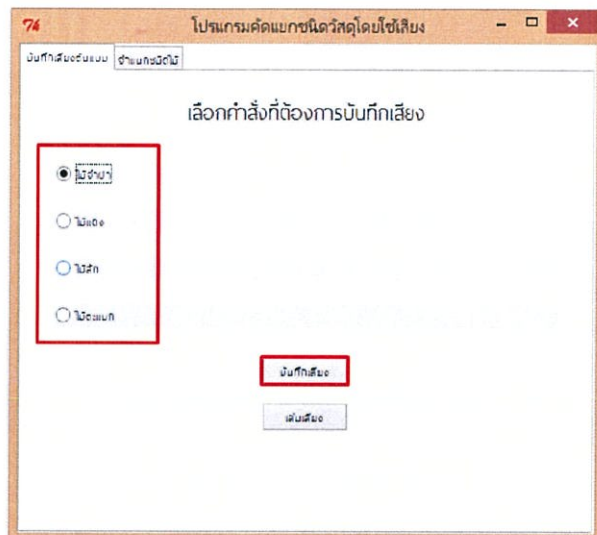 โปรแกรมคัดแยกชนิดวัสดุโดยใช้เสียง
บันทึกเสียงต้นแบบ จำแนกชนิดไม้
เลือกคำสั่งที่ต้องการบันทึกเสียง
ไม้จำปา
ไม้แดง
ไม้สัก
ไม้ตะแบก
บันทึกเสียง
เล่นเสียง